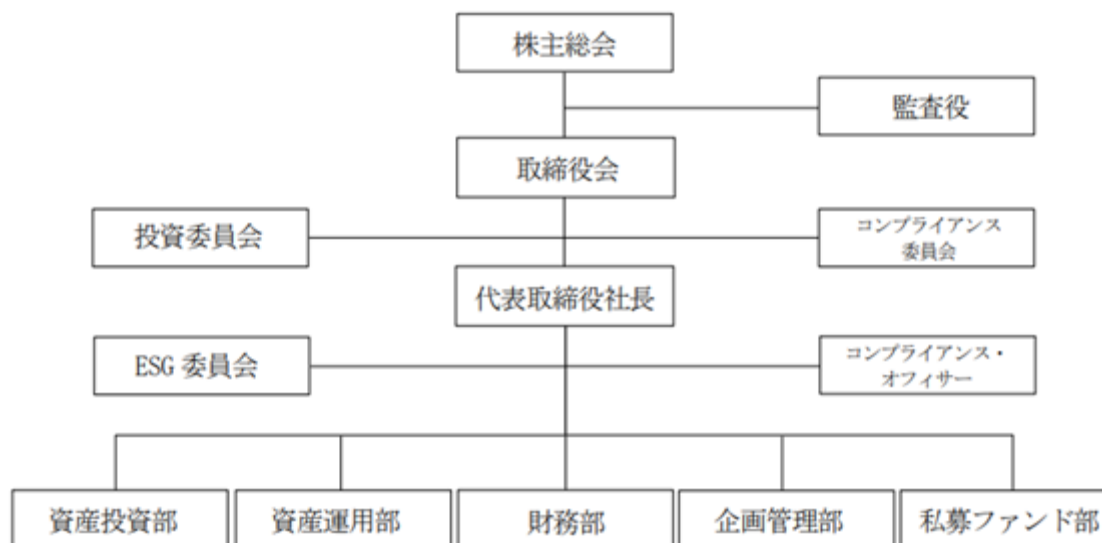 株主総会
監査役
取締役会
投資委員会
コンプライアンス
委員会
代表取締役社長
ESG 委員会
コンプライアンス・
オフィサー
資産投資部
資産運用部
財務部
企画管理部
私募ファンド部